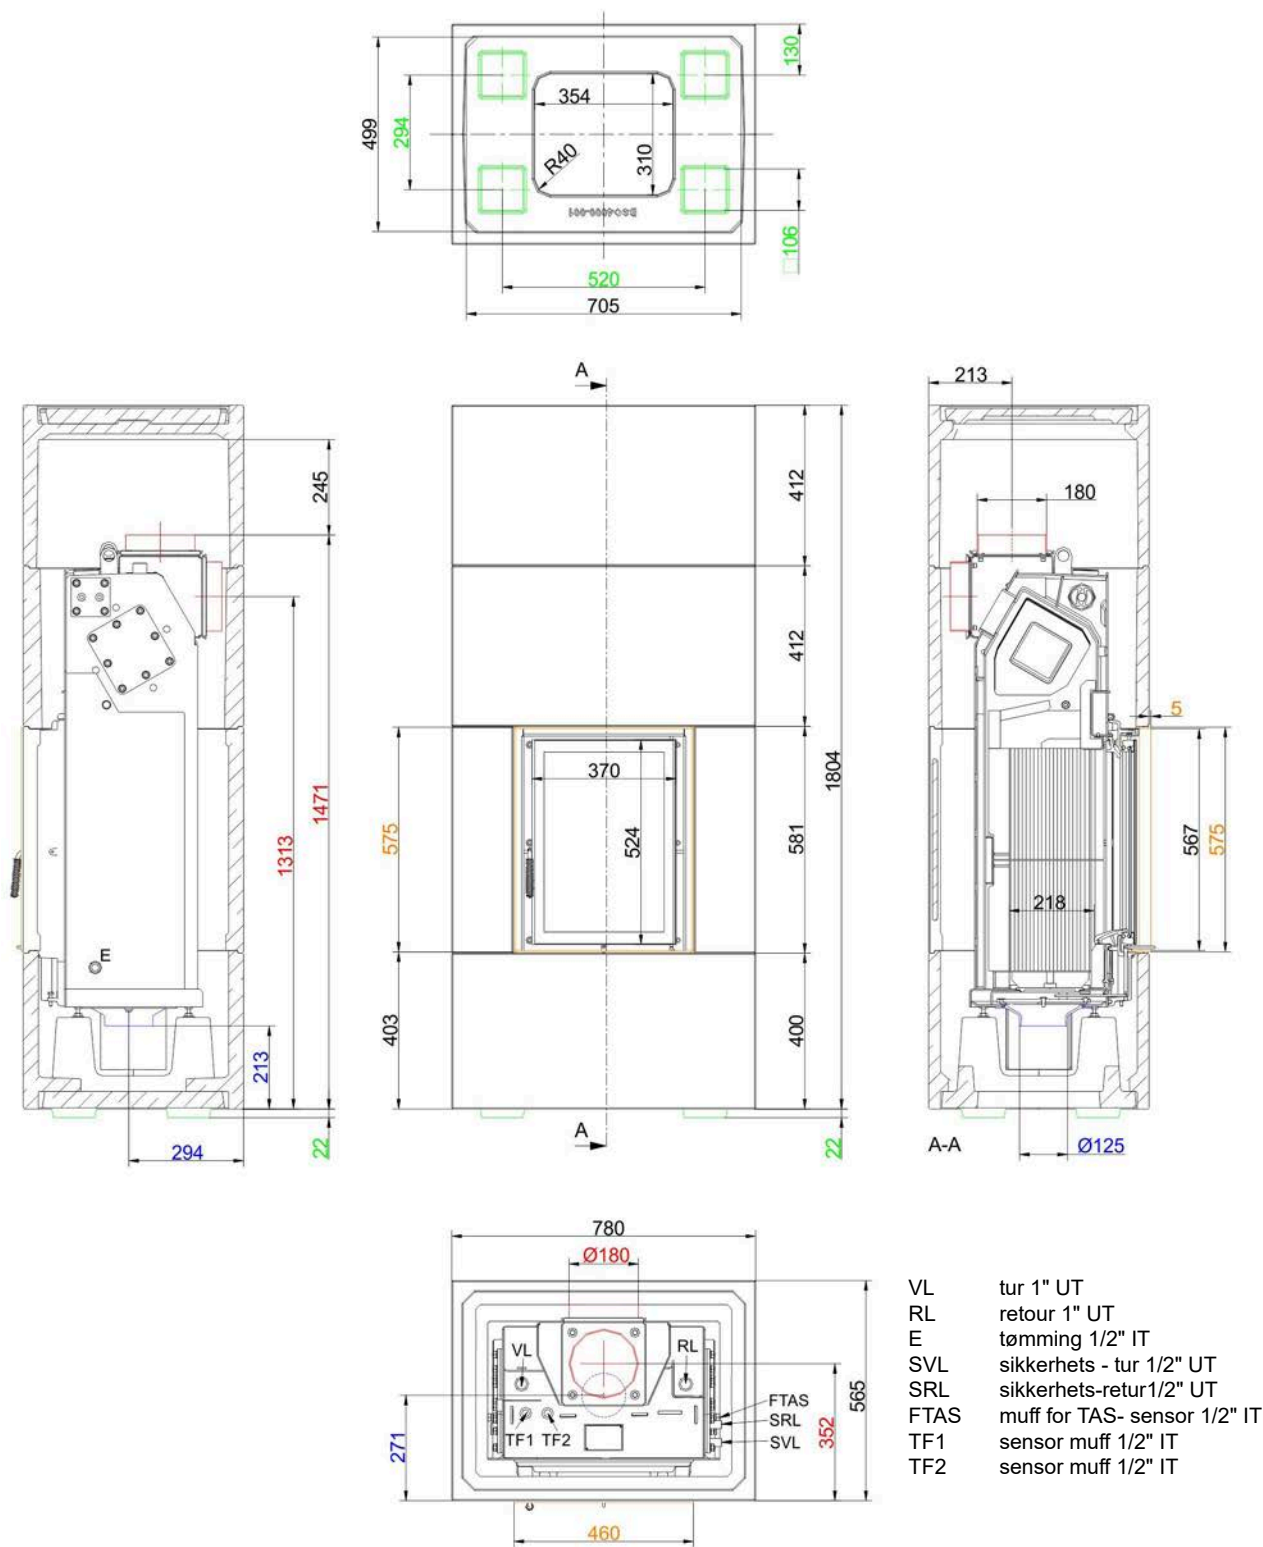 130
354
499
294
R40
310
□106
520
705
A
213
245
412
180
412
5
1804
1471
1313
370
575
524
581
567
575
218
E
403
400
213
294
22
A
22
A-A
Ø125
780
Ø180
VL
RL
565
FTAS
SRL
SVL
TF1 TF2
352
271
460
VL tur 1" UT
RL retour 1" UT
E tømming 1/2" IT
SVL sikkerhets - tur 1/2" UT
SRL sikkerhets-retur1/2" UT
FTAS muff for TAS- sensor 1/2" IT
TF1 sensor muff 1/2" IT
TF2 sensor muff 1/2" IT